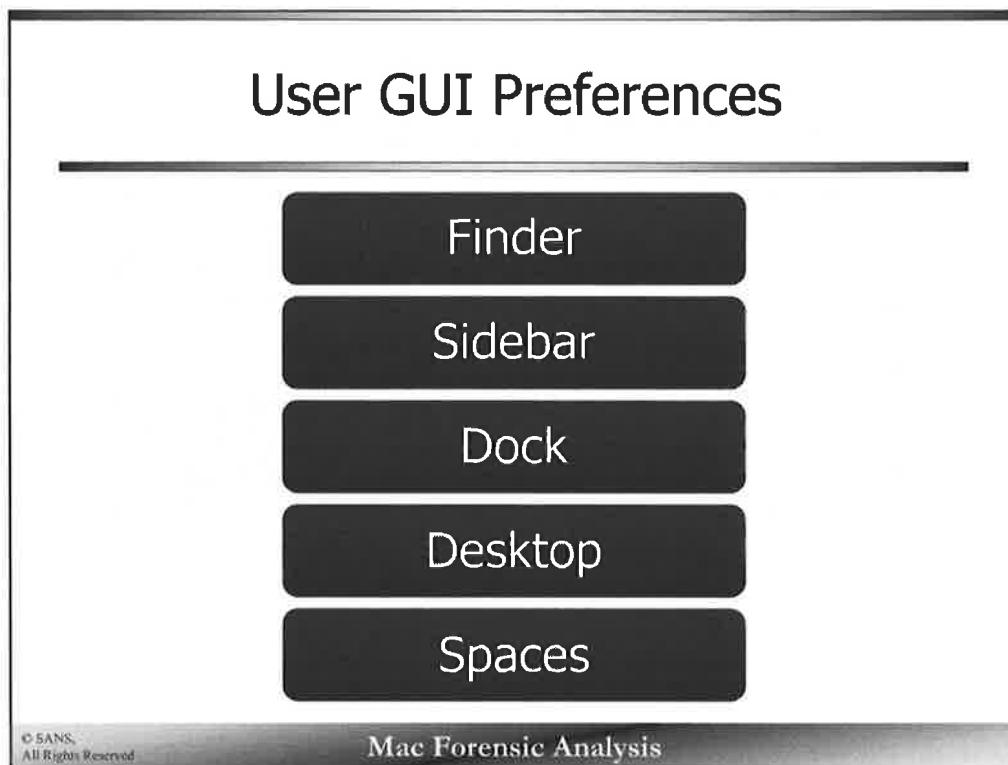 User GUI Preferences
Finder
Sidebar
Dock
Desktop
Spaces
© SANS,
All Rights Reserved
Mac Forensic Analysis